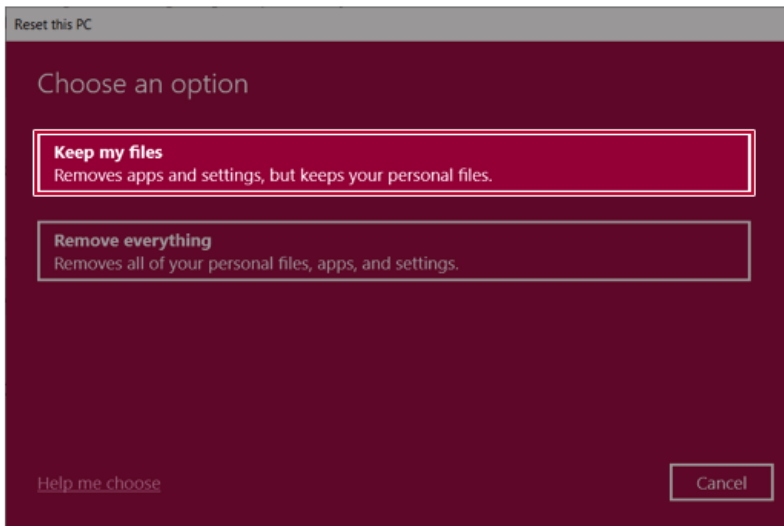 Reset this PC
Choose an option
Keep my files
Removes apps and settings, but keeps your personal files.
Remove everything
Removes all of your personal files, apps, and settings.
Help me choose
Cancel